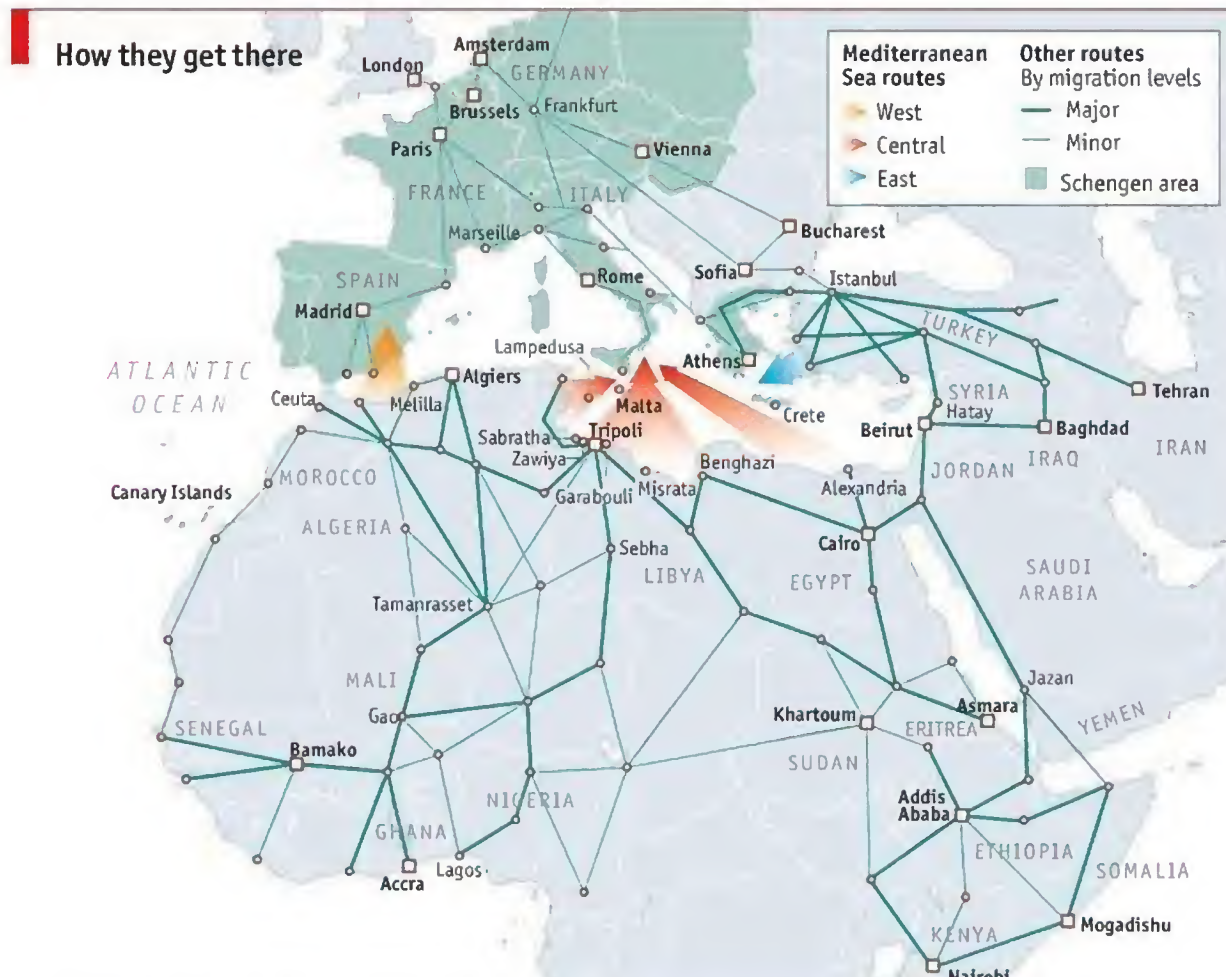 How they get there
Mediterranean
Sea routes
West
Central
East
Other routes
By migration levels
Major
Minor
Schengen area
Amsterdam
London
GERMANY
Brussels
Frankfurt
Paris
Vienna
FRANCE
ITALY
Marseille
Bucharest
SPAIN
Rome
Sofia
Istanbul
Madrid
TURKEY
Lampedusa
Athens
ATLANTIC
OCEAN
Algiers
Tehran
Ceuta
Melilla
Malta
Crete
SYRIA
Hatay
Sabratha
Tripoli
Beirut
Baghdad
Zawiya
Benghazi
IRAQ
IRAN
MOROCCO
Garabouli
Misrata
Alexandria
JORDAN
Canary Islands
ALGERIA
Cairo
Sebha
LIBYA
EGYPT
SAUDI
ARABIA
Tamanrasset
MALI
Jazan
Gao
Khartoum
Asmara
SENEGAL
ERITREA
YEMEN
Bamako
SUDAN
NIGERIA
Addis
Ababa
GHANA
ETHIOPIA
Accra
Lagos
SOMALIA
KENYA
Mogadishu
Nairobi